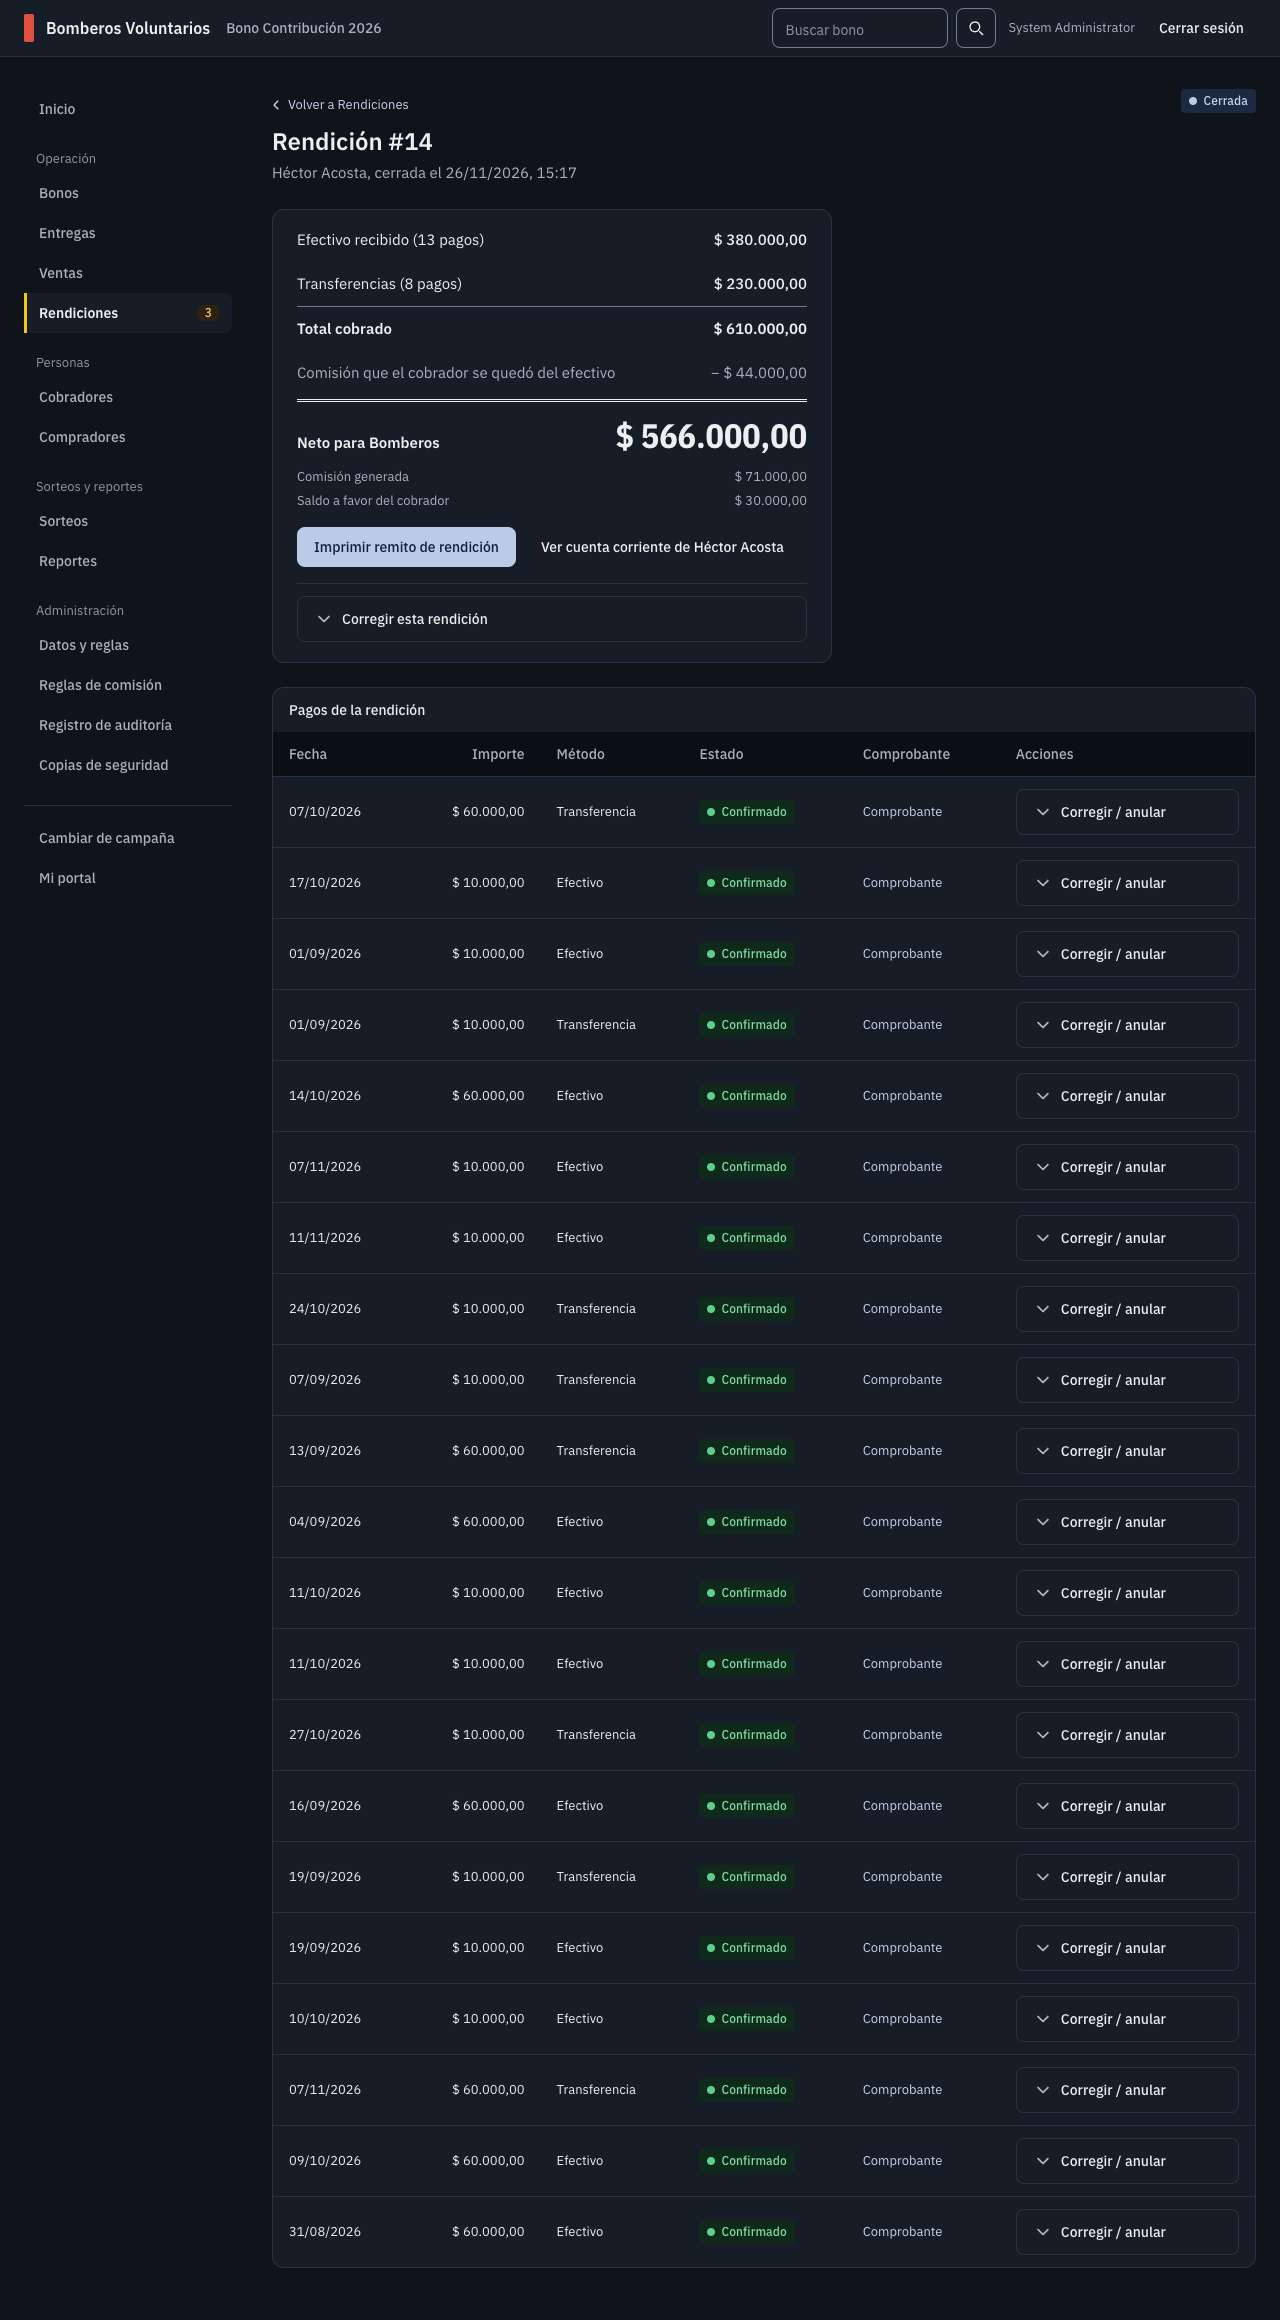 Bomberos Voluntarios Bono Contribución 2026 Buscar bono System Administrator Cerrar sesión
Inicio
Operación
Bonos
Entregas
Ventas
Rendiciones 3
Personas
Cobradores
Compradores
Sorteos y reportes
Sorteos
Reportes
Administración
Datos y reglas
Reglas de comisión
Registro de auditoría
Copias de seguridad
Cambiar de campaña
Mi portal
Volver a Rendiciones
Cerrada
Rendición #14
Héctor Acosta, cerrada el 26/11/2026, 15:17
Efectivo recibido (13 pagos) $ 380.000,00
Transferencias (8 pagos) $ 230.000,00
Total cobrado $ 610.000,00
Comisión que el cobrador se quedó del efectivo – $ 44.000,00
Neto para Bomberos $ 566.000,00
Comisión generada $ 71.000,00
Saldo a favor del cobrador $ 30.000,00
Imprimir remito de rendición Ver cuenta corriente de Héctor Acosta
Corregir esta rendición
Pagos de la rendición
Fecha Importe Método Estado Comprobante Acciones
07/10/2026 $ 60.000,00 Transferencia Confirmado Comprobante Corregir / anular
17/10/2026 $ 10.000,00 Efectivo Confirmado Comprobante Corregir / anular
01/09/2026 $ 10.000,00 Efectivo Confirmado Comprobante Corregir / anular
01/09/2026 $ 10.000,00 Transferencia Confirmado Comprobante Corregir / anular
14/10/2026 $ 60.000,00 Efectivo Confirmado Comprobante Corregir / anular
07/11/2026 $ 10.000,00 Efectivo Confirmado Comprobante Corregir / anular
11/11/2026 $ 10.000,00 Efectivo Confirmado Comprobante Corregir / anular
24/10/2026 $ 10.000,00 Transferencia Confirmado Comprobante Corregir / anular
07/09/2026 $ 10.000,00 Transferencia Confirmado Comprobante Corregir / anular
13/09/2026 $ 60.000,00 Transferencia Confirmado Comprobante Corregir / anular
04/09/2026 $ 60.000,00 Efectivo Confirmado Comprobante Corregir / anular
11/10/2026 $ 10.000,00 Efectivo Confirmado Comprobante Corregir / anular
11/10/2026 $ 10.000,00 Efectivo Confirmado Comprobante Corregir / anular
27/10/2026 $ 10.000,00 Transferencia Confirmado Comprobante Corregir / anular
16/09/2026 $ 60.000,00 Efectivo Confirmado Comprobante Corregir / anular
19/09/2026 $ 10.000,00 Transferencia Confirmado Comprobante Corregir / anular
19/09/2026 $ 10.000,00 Efectivo Confirmado Comprobante Corregir / anular
10/10/2026 $ 10.000,00 Efectivo Confirmado Comprobante Corregir / anular
07/11/2026 $ 60.000,00 Transferencia Confirmado Comprobante Corregir / anular
09/10/2026 $ 60.000,00 Efectivo Confirmado Comprobante Corregir / anular
31/08/2026 $ 60.000,00 Efectivo Confirmado Comprobante Corregir / anular